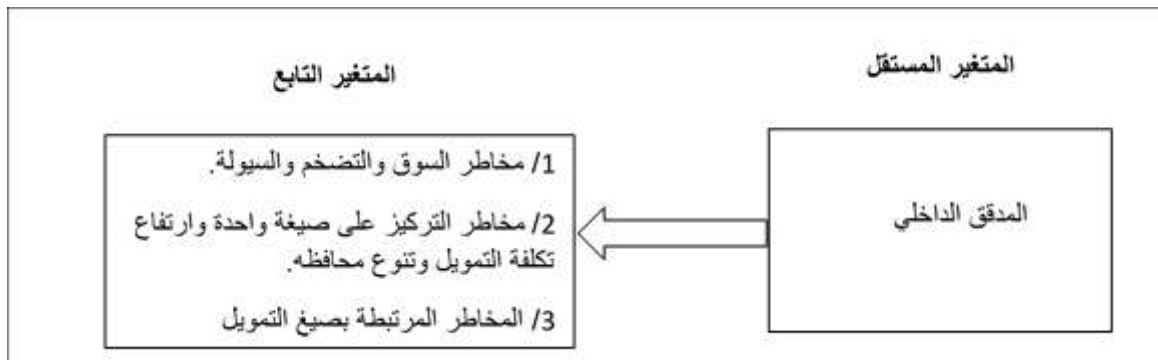 المتغير المستقل
المتغير التابع
المدقق الداخلي
1/ مخاطر السوق والتضخم والسيولة.
2/ مخاطر التركيز على صيغة واحدة وارتفاع
تكلفة التمويل وتنوع محافظه.
3/ المخاطر المرتبطة بصيغ التمويل